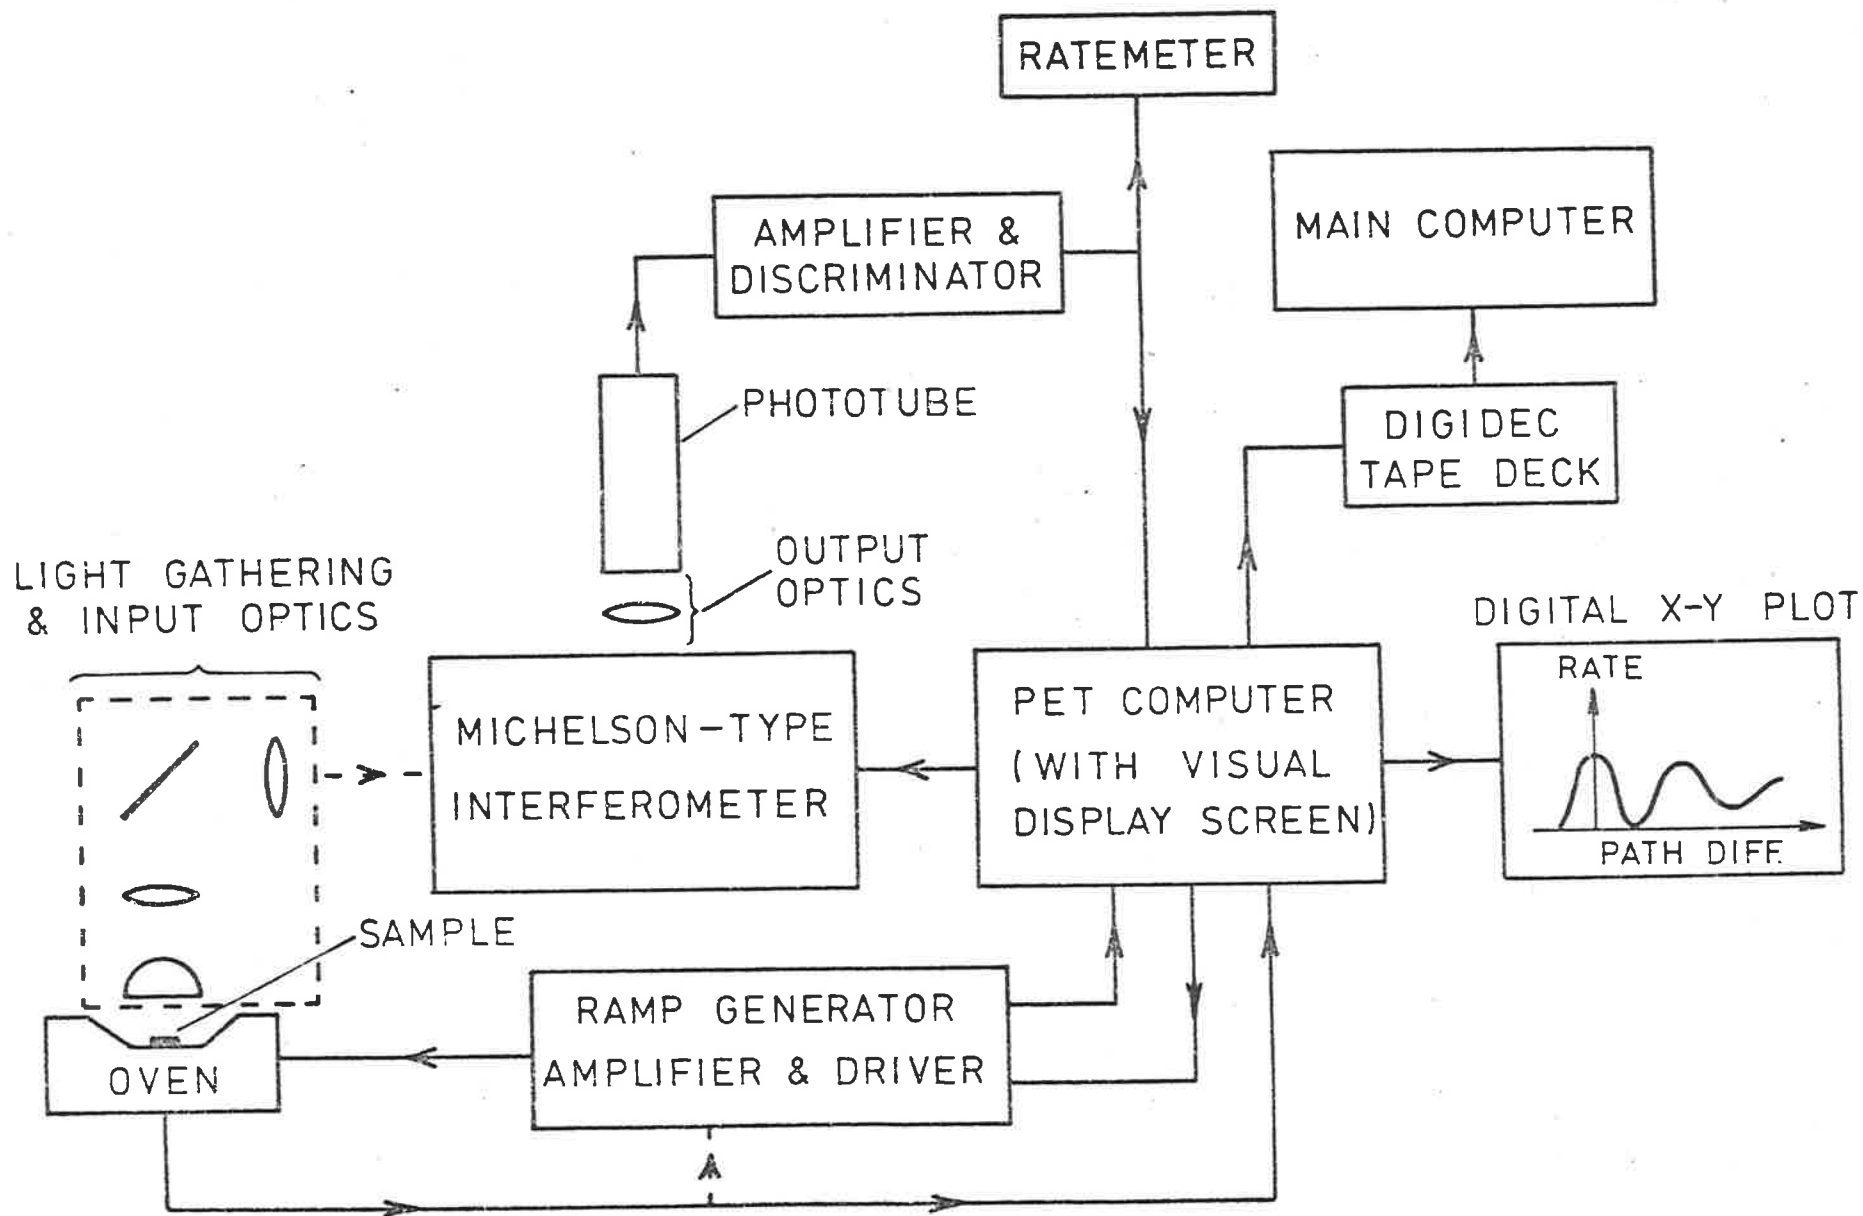 RATEMETER
AMPLIFIER &
DISCRIMINATOR
MAIN COMPUTER
PHOTOTUBE
DIGIDEC
TAPE DECK
OUTPUT
OPTICS
LIGHT GATHERING
& INPUT OPTICS
DIGITAL X-Y PLOT
RATE
PATH DIFF.
MICHELSON-TYPE
INTERFEROMETER
PET COMPUTER
(WITH VISUAL
DISPLAY SCREEN)
SAMPLE
RAMP GENERATOR
AMPLIFIER & DRIVER
OVEN